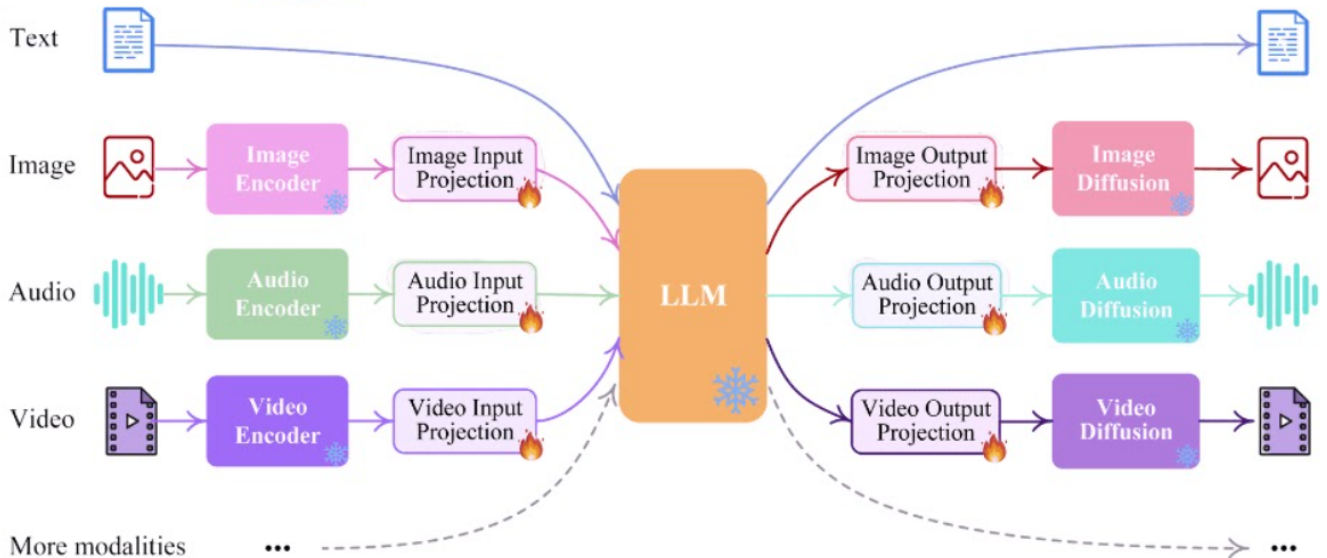 Text
Image
Image
Encoder
Image Input
Projection
Image Output
Projection
Image
Diffusion
Audio
Audio
Encoder
Audio Input
Projection
LLM
Audio Output
Projection
Audio
Diffusion
Video
Video
Encoder
Video Input
Projection
Video Output
Projection
Video
Diffusion
More modalities
...
...